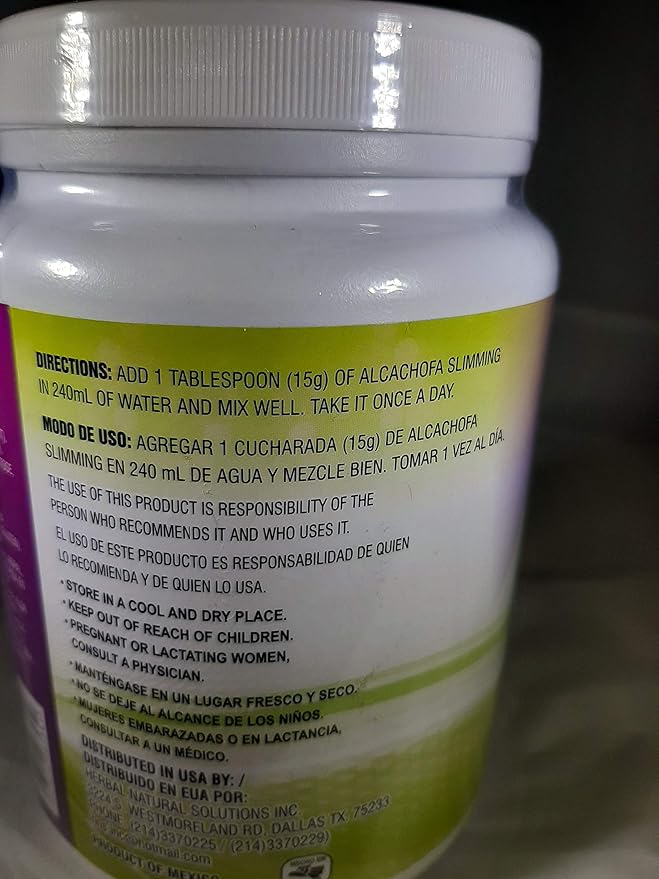 DIRECTIONS: ADD 1 TABLESPOON (15g) OF ALCACHOFA SLIMMING
IN 240mL OF WATER AND MIX WELL. TAKE IT ONCE A DAY.
MODO DE USO: AGREGAR 1 CUCHARADA (15g) DE ALCACHOFA
SLIMMING EN 240 mL DE AGUA Y MEZCLE BIEN. TOMAR 1 VEZ AL DÍA.
THE USE OF THIS PRODUCT IS RESPONSIBILITY OF THE
PERSON WHO RECOMMENDS IT AND WHO USES IT.
EL USO DE ESTE PRODUCTO ES RESPONSABILIDAD DE QUIEN
LO RECOMIENDA Y DE QUIEN LO USA.
• STORE IN A COOL AND DRY PLACE.
• KEEP OUT OF REACH OF CHILDREN.
• PREGNANT OR LACTATING WOMEN,
CONSULT A PHYSICIAN.
• MANTÉNGASE EN UN LUGAR FRESCO Y SECO.
• NO SE DEJE AL ALCANCE DE LOS NIÑOS.
• MUJERES EMBARAZADAS O EN LACTANCIA,
CONSULTAR A UN MÉDICO.
DISTRIBUTED IN USA BY: /
DISTRIBUIDO EN EUA POR:
HERBAL NATURAL SOLUTIONS INC
3224 S. WESTMORELAND RD, DALLAS TX. 75233
PHONE. (214)3370225 / (214)3370229)
PRODUCT OF MEXICO